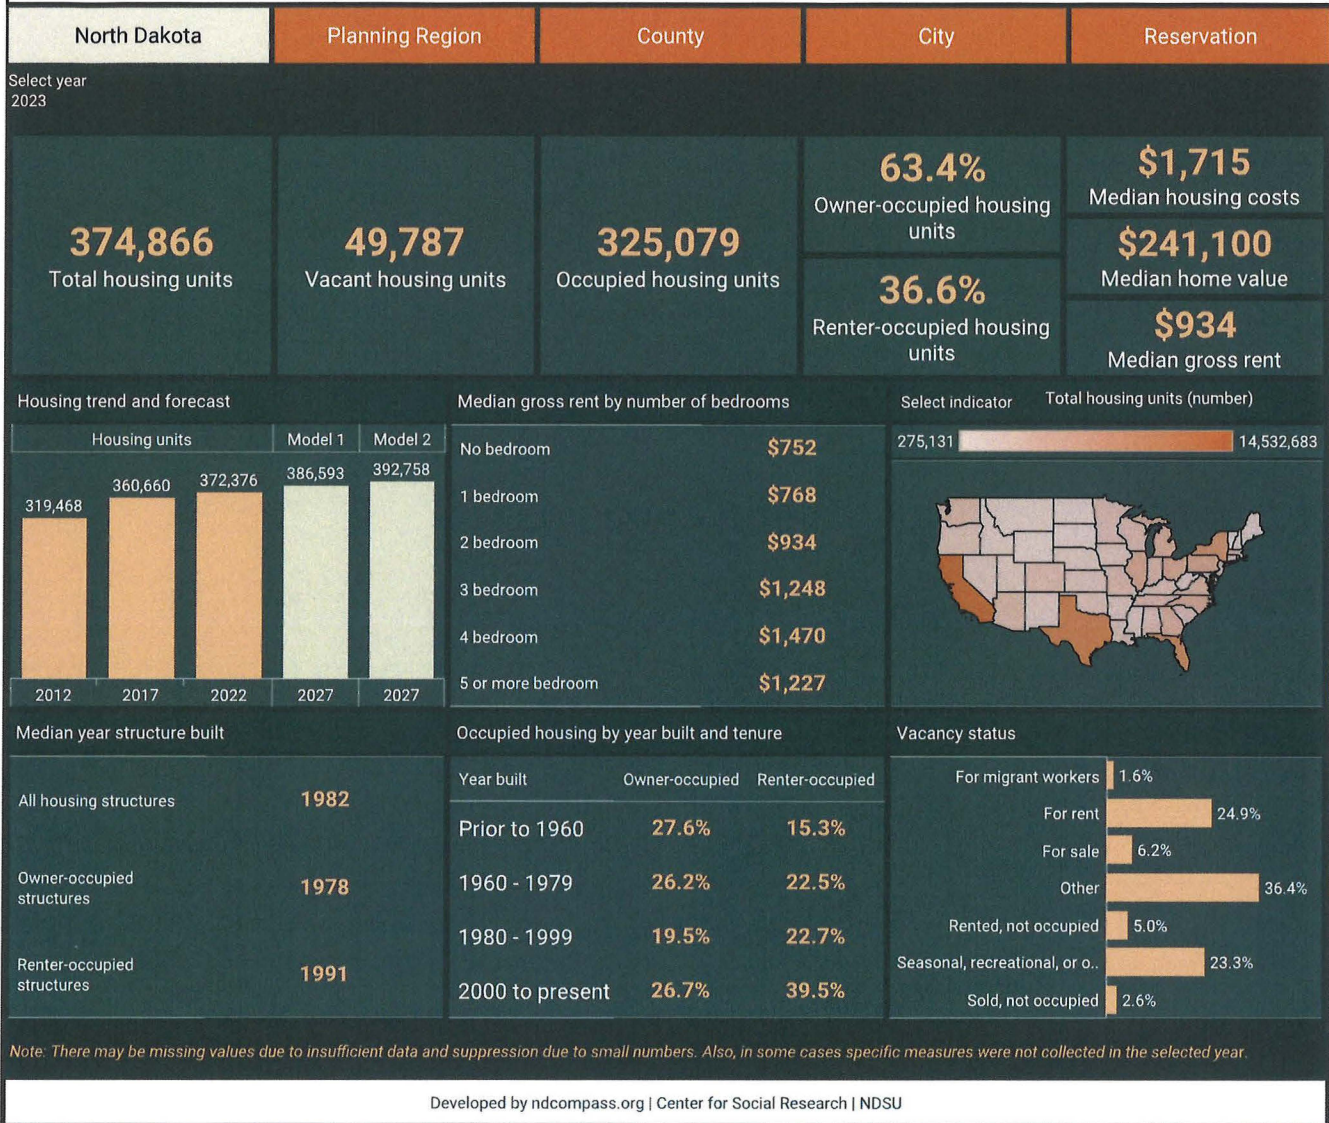 North Dakota
Planning Region
County
City
Reservation
Select year
2023
374,866
Total housing units
49,787
Vacant housing units
325,079
Occupied housing units
63.4%
Owner-occupied housing
units
36.6%
Renter-occupied housing
units
$1,715
Median housing costs
$241,100
Median home value
$934
Median gross rent
Housing trend and forecast
Housing units
Model 1
Model 2
319,468
360,660
372,376
386,593
392,758
2012
2017
2022
2027
2027
Median gross rent by number of bedrooms
No bedroom $752
1 bedroom $768
2 bedroom $934
3 bedroom $1,248
4 bedroom $1,470
5 or more bedroom $1,227
Select indicator
Total housing units (number)
275,131
14,532,683
Median year structure built
All housing structures 1982
Owner-occupied
structures
1978
Renter-occupied
structures
1991
Occupied housing by year built and tenure
Year built Owner-occupied Renter-occupied
Prior to 1960 27.6% 15.3%
1960 - 1979 26.2% 22.5%
1980 - 1999 19.5% 22.7%
2000 to present 26.7% 39.5%
Vacancy status
For migrant workers 1.6%
For rent 24.9%
For sale 6.2%
Other 36.4%
Rented, not occupied 5.0%
Seasonal, recreational, or o.. 23.3%
Sold, not occupied 2.6%
Note: There may be missing values due to insufficient data and suppression due to small numbers. Also, in some cases specific measures were not collected in the selected year.
Developed by ndcompass.org | Center for Social Research | NDSU